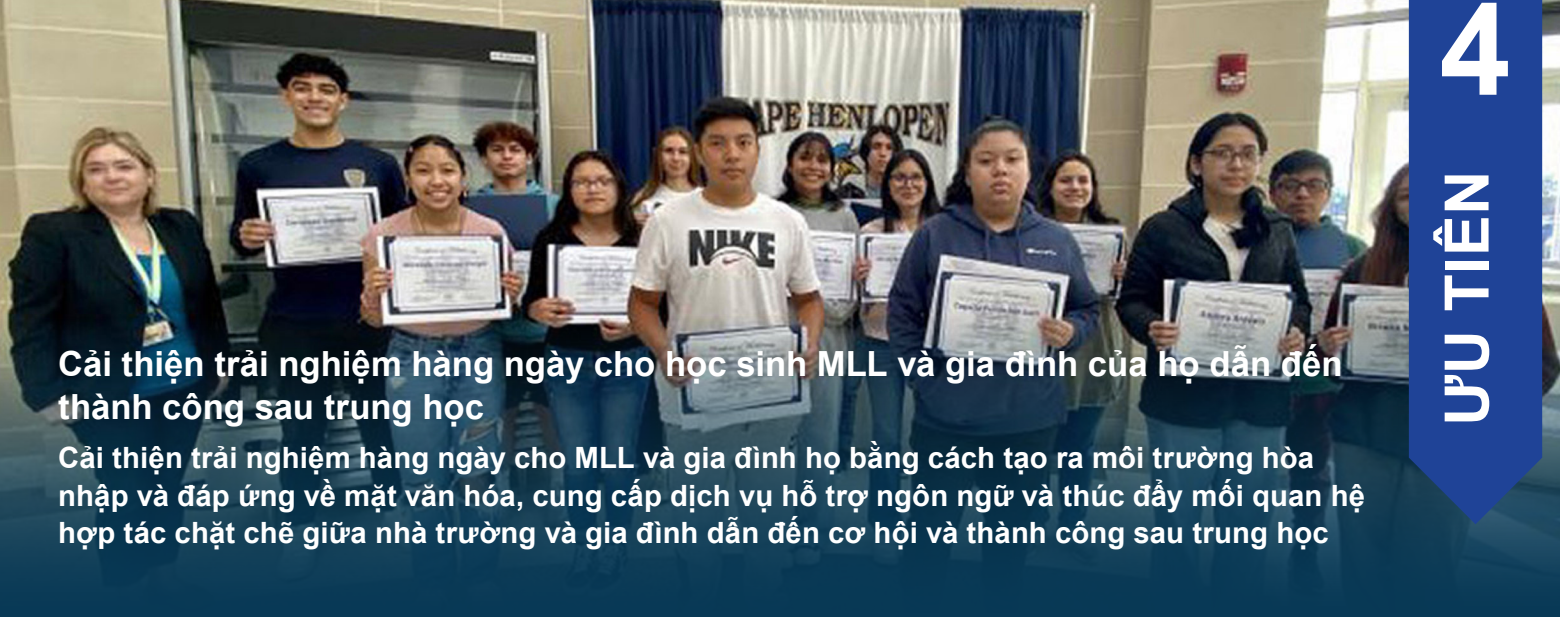 4
ƯU TIÊN
APE HENLOPEN
NIKE
Cải thiện trải nghiệm hàng ngày cho học sinh MLL và gia đình của họ dẫn đến
thành công sau trung học
Cải thiện trải nghiệm hàng ngày cho MLL và gia đình họ bằng cách tạo ra môi trường hòa
nhập và đáp ứng về mặt văn hóa, cung cấp dịch vụ hỗ trợ ngôn ngữ và thúc đẩy mối quan hệ
hợp tác chặt chẽ giữa nhà trường và gia đình dẫn đến cơ hội và thành công sau trung học